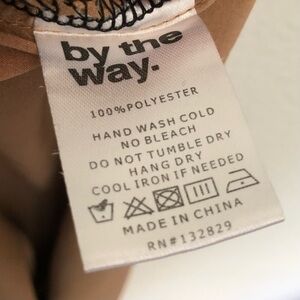 by the
way.
100%POLYESTER
HAND WASH COLD
NO BLEACH
DO NOT TUMBLE DRY
HANG DRY
COOL IRON IF NEEDED
MADE IN CHINA
RN#132829